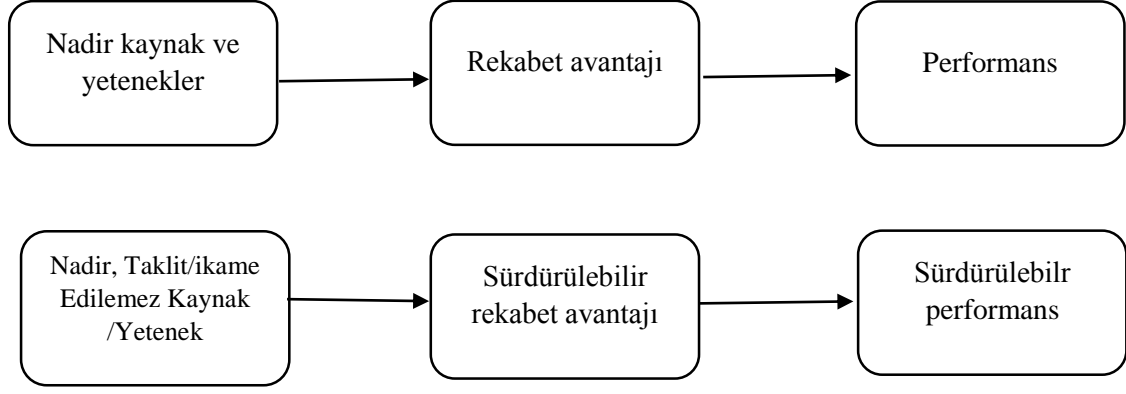 Nadir kaynak ve
yetenekler
Rekabet avantajı
Performans
Nadir, Taklit/ikame
Edilemez Kaynak
/Yetenek
Sürdürülebilir
rekabet avantajı
Sürdürülebilr
performans